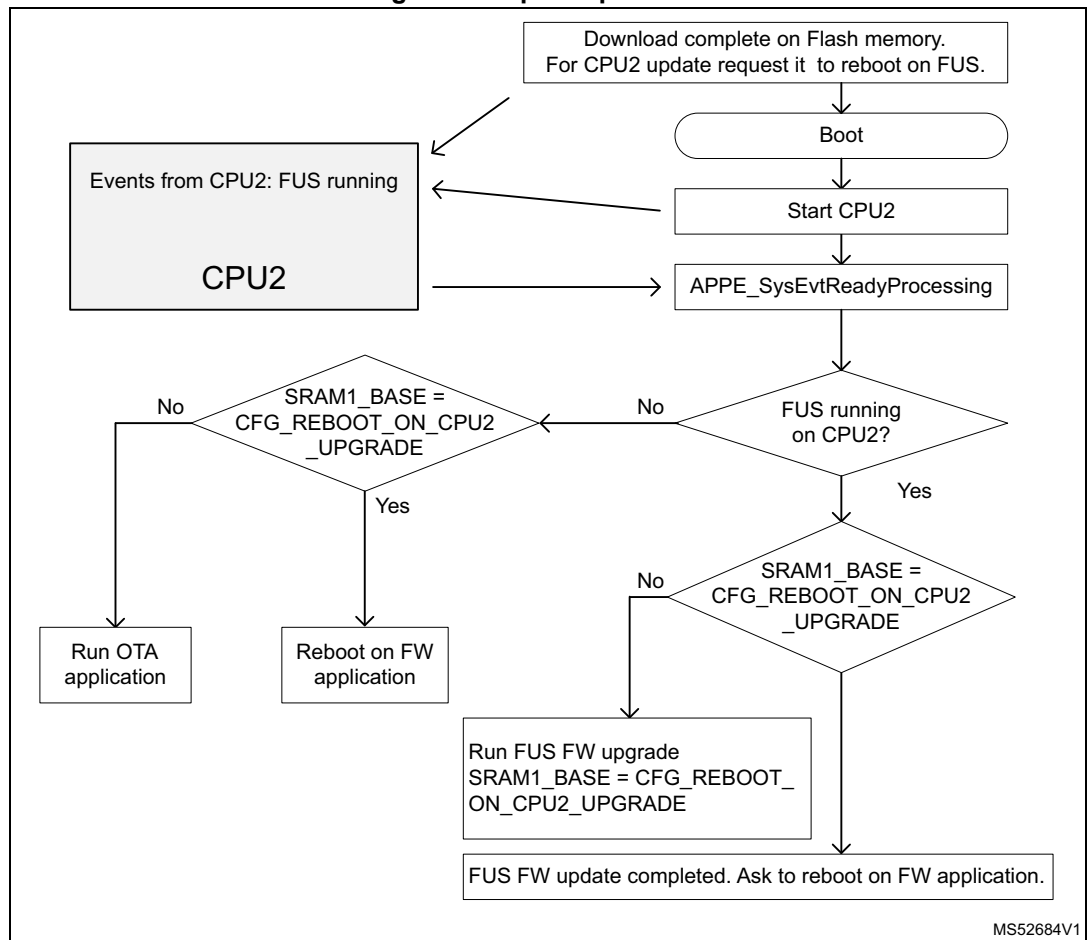 Download complete on Flash memory.
For CPU2 update request it to reboot on FUS.
Boot
Events from CPU2: FUS running
Start CPU2
CPU2
APPE_SysEvtReadyProcessing
No
SRAM1_BASE =
CFG_REBOOT_ON_CPU2
_UPGRADE
No
FUS running
on CPU2?
Yes
Yes
No
SRAM1_BASE =
CFG_REBOOT_ON_CPU2
_UPGRADE
Run OTA
application
Reboot on FW
application
Run FUS FW upgrade
SRAM1_BASE = CFG_REBOOT_
ON_CPU2_UPGRADE
FUS FW update completed. Ask to reboot on FW application.
MS52684V1